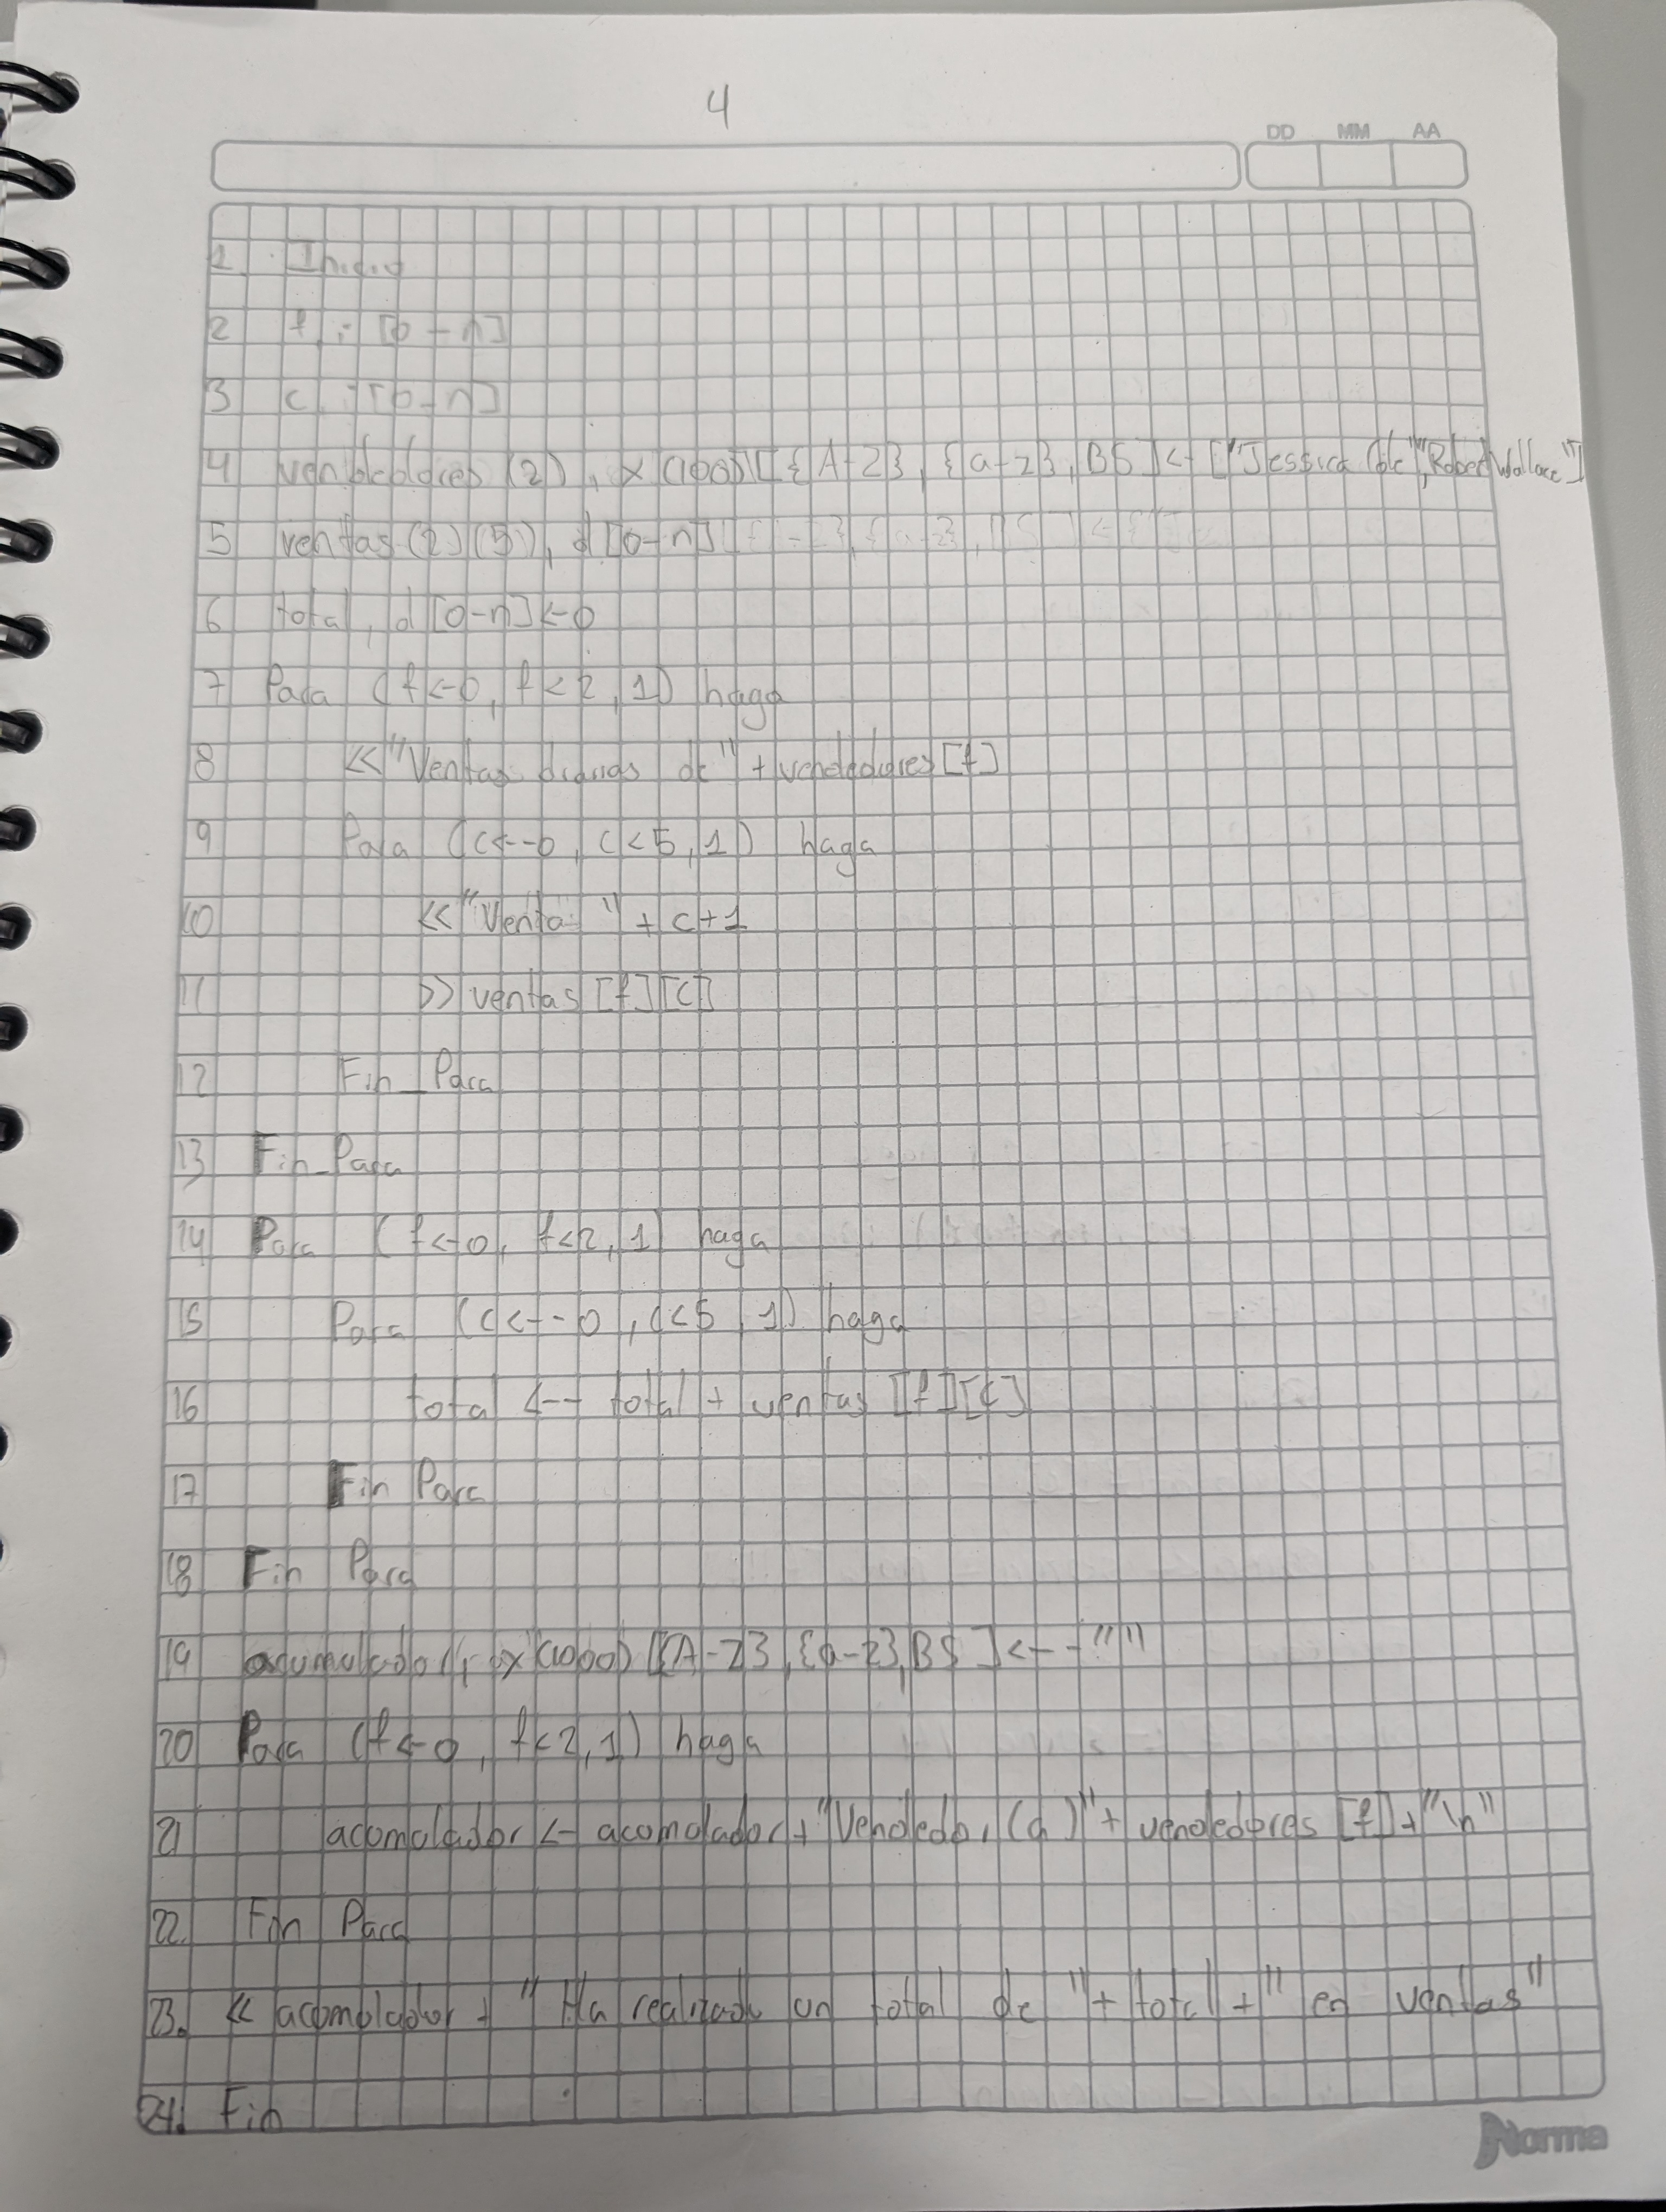 4
DD MM AA
1. Inicio
2 f : [0 - n]
3 c : [0-n]
4 vendedores (2), x (100) [{A-Z}, {a-z}, BS] <- ["Jessica Cole", "Robert Wallace"]
5 ventas (2) (5), d [0-n]
6 total, d [0-n] <- 0
7 Para (f<-0, f<2, 1) haga
8 << "Ventas diarias de" + vendedores [f]
9 Para (c<--0, c<5, 1) haga
10 << "Venta " + c+1
11 >> ventas [f] [c]
12 Fin_Para
13 Fin_Para
14 Para (f<-0, f<2, 1) haga
15 Para (c<--0, c<5, 1) haga
16 total <-- total + ventas [f] [c]
17 Fin Para
18 Fin Para
19 acumulador, x (1000) [{A-Z}, {a-z}, BS] <-- ""
20 Para (f<-0, f<2, 1) haga
21 acomolador <- acomolador + "Vendedor (a)" + vendedores [f] + "\n"
22. Fin Para
23. << acomolador + "Ha realizado un total de "+ total +" en ventas"
24. Fin
Norma